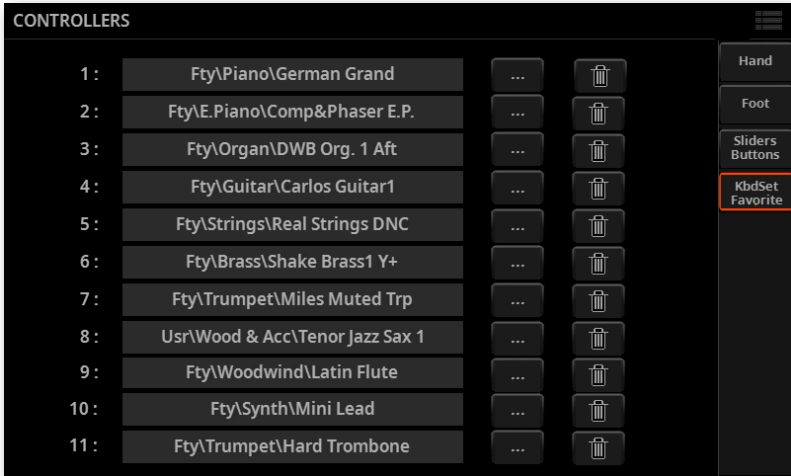 CONTROLLERS
1 : Fty\Piano\German Grand ...
2 : Fty\E.Piano\Comp&Phaser E.P. ...
3 : Fty\Organ\DWB Org. 1 Aft ...
4 : Fty\Guitar\Carlos Guitar1 ...
5 : Fty\Strings\Real Strings DNC ...
6 : Fty\Brass\Shake Brass1 Y+ ...
7 : Fty\Trumpet\Miles Muted Trp ...
8 : Usr\Wood & Acc\Tenor Jazz Sax 1 ...
9 : Fty\Woodwind\Latin Flute ...
10 : Fty\Synth\Mini Lead ...
11 : Fty\Trumpet\Hard Trombone ...
Hand
Foot
Sliders
Buttons
KbdSet
Favorite